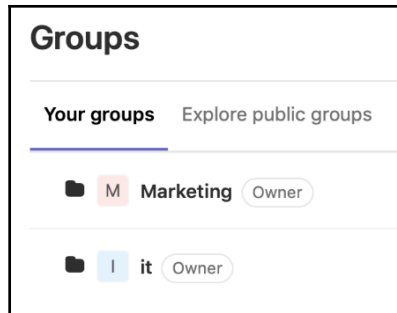 Groups
Your groups Explore public groups
M Marketing Owner
I it Owner